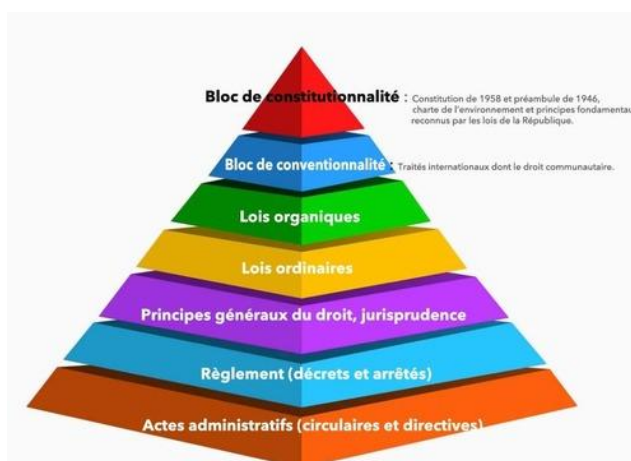 Bloc de constitutionnalité : Constitution de 1958 et préambule de 1946,
charte de l'environnement et principes fondamentau
reconnus par les lois de la République.
Bloc de conventionnalité : Traités internationaux dont le droit communautaire.
Lois organiques
Lois ordinaires
Principes généraux du droit, jurisprudence
Règlement (décrets et arrêtés)
Actes administratifs (circulaires et directives)